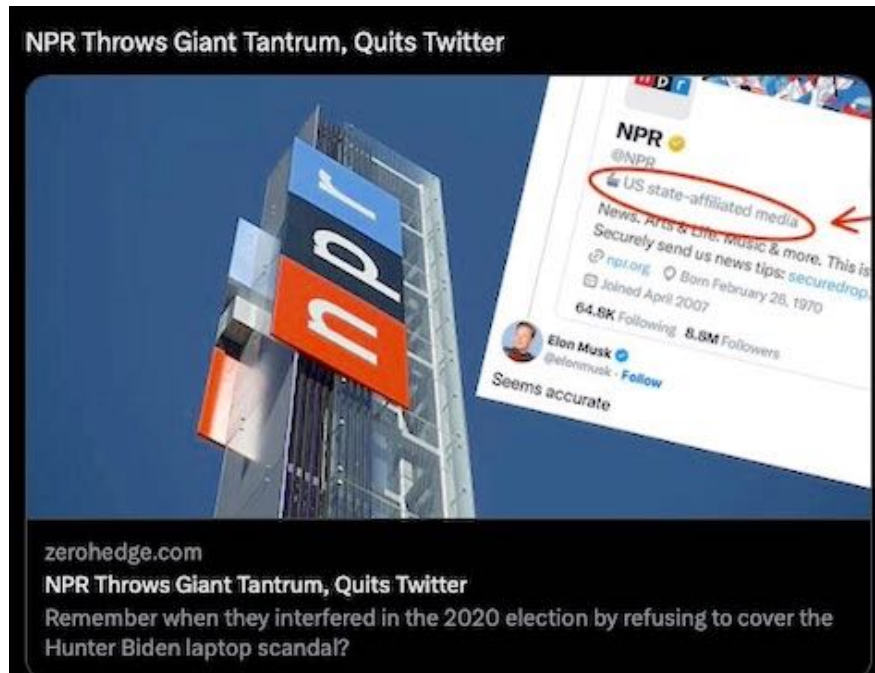 NPR Throws Giant Tantrum, Quits Twitter
npr
npr
NPR
@NPR
US state-affiliated media
News. Arts & Life. Music & more. This is
Securely send us news tips: securedrop.
npr.org Born February 26, 1970
Joined April 2007
64.8K Following 8.8M Followers
Elon Musk
@elonmusk · Follow
Seems accurate
zerohedge.com
NPR Throws Giant Tantrum, Quits Twitter
Remember when they interfered in the 2020 election by refusing to cover the
Hunter Biden laptop scandal?